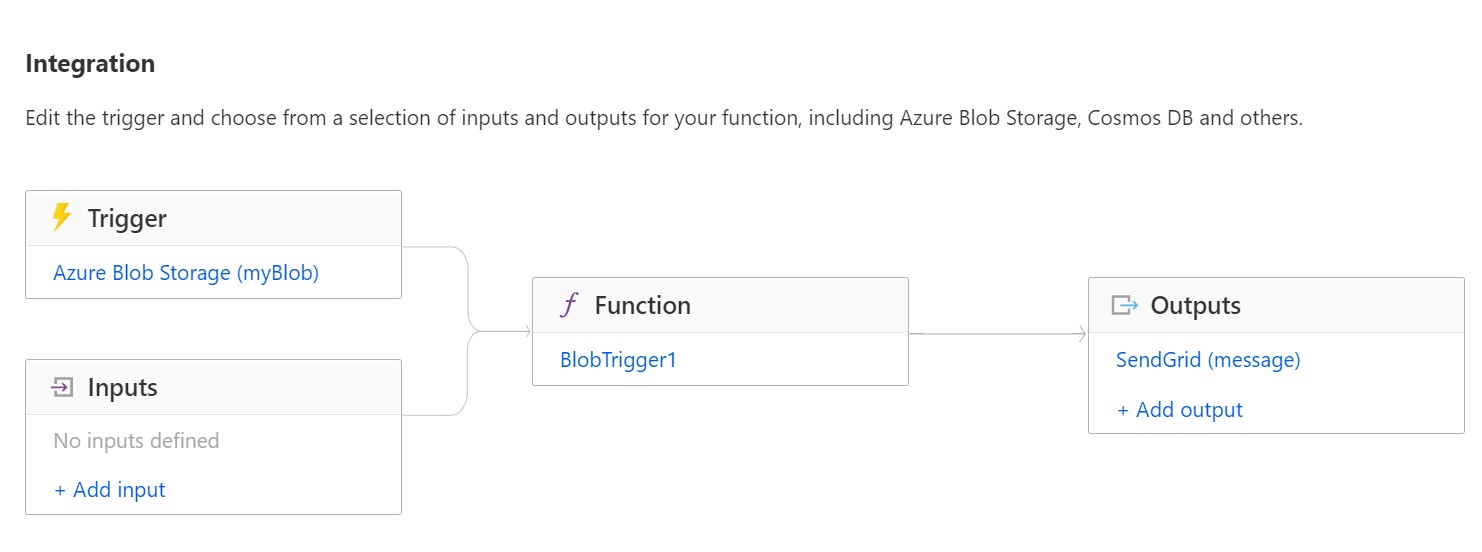 Integration
Edit the trigger and choose from a selection of inputs and outputs for your function, including Azure Blob Storage, Cosmos DB and others.
Trigger
Azure Blob Storage (myBlob)
Inputs
No inputs defined
+ Add input
Function
BlobTrigger1
Outputs
SendGrid (message)
+ Add output